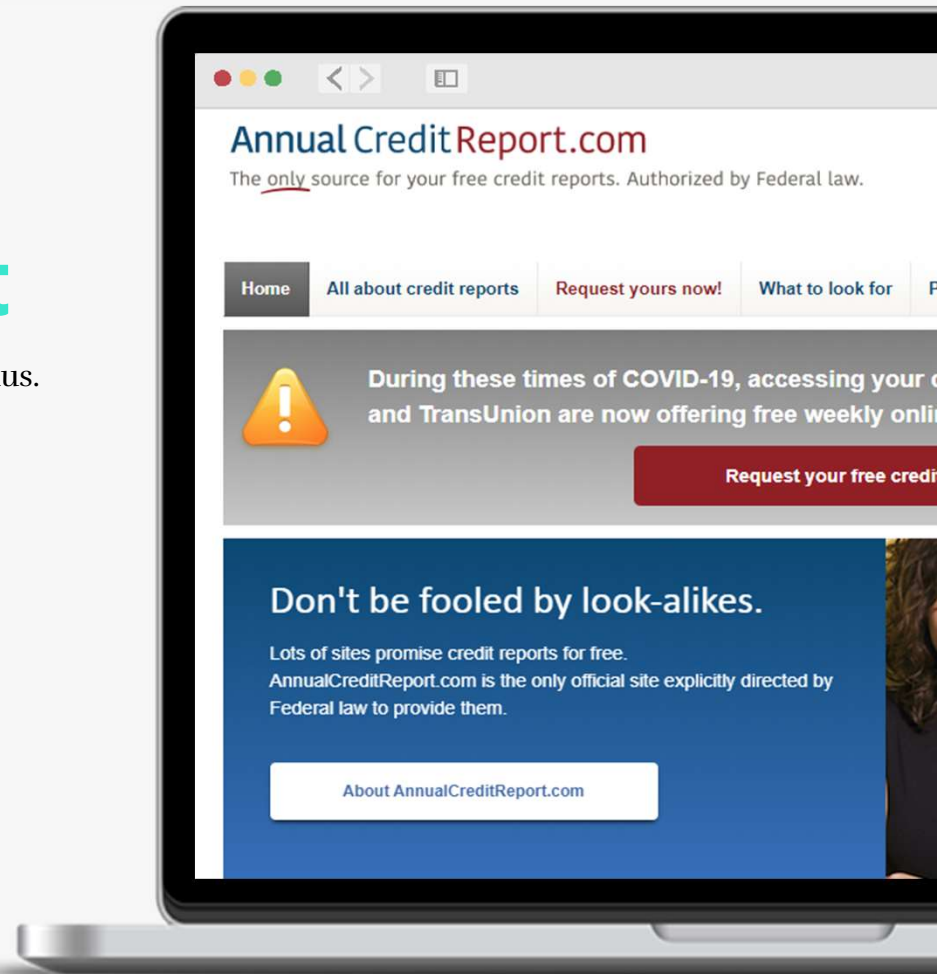 AnnualCreditReport.com
The only source for your free credit reports. Authorized by Federal law.
Home All about credit reports Request yours now! What to look for
During these times of COVID-19, accessing your
and TransUnion are now offering free weekly
Request your free
Don't be fooled by look-alikes.
Lots of sites promise credit reports for free.
AnnualCreditReport.com is the only official site explicitly directed by
Federal law to provide them.
About AnnualCreditReport.com